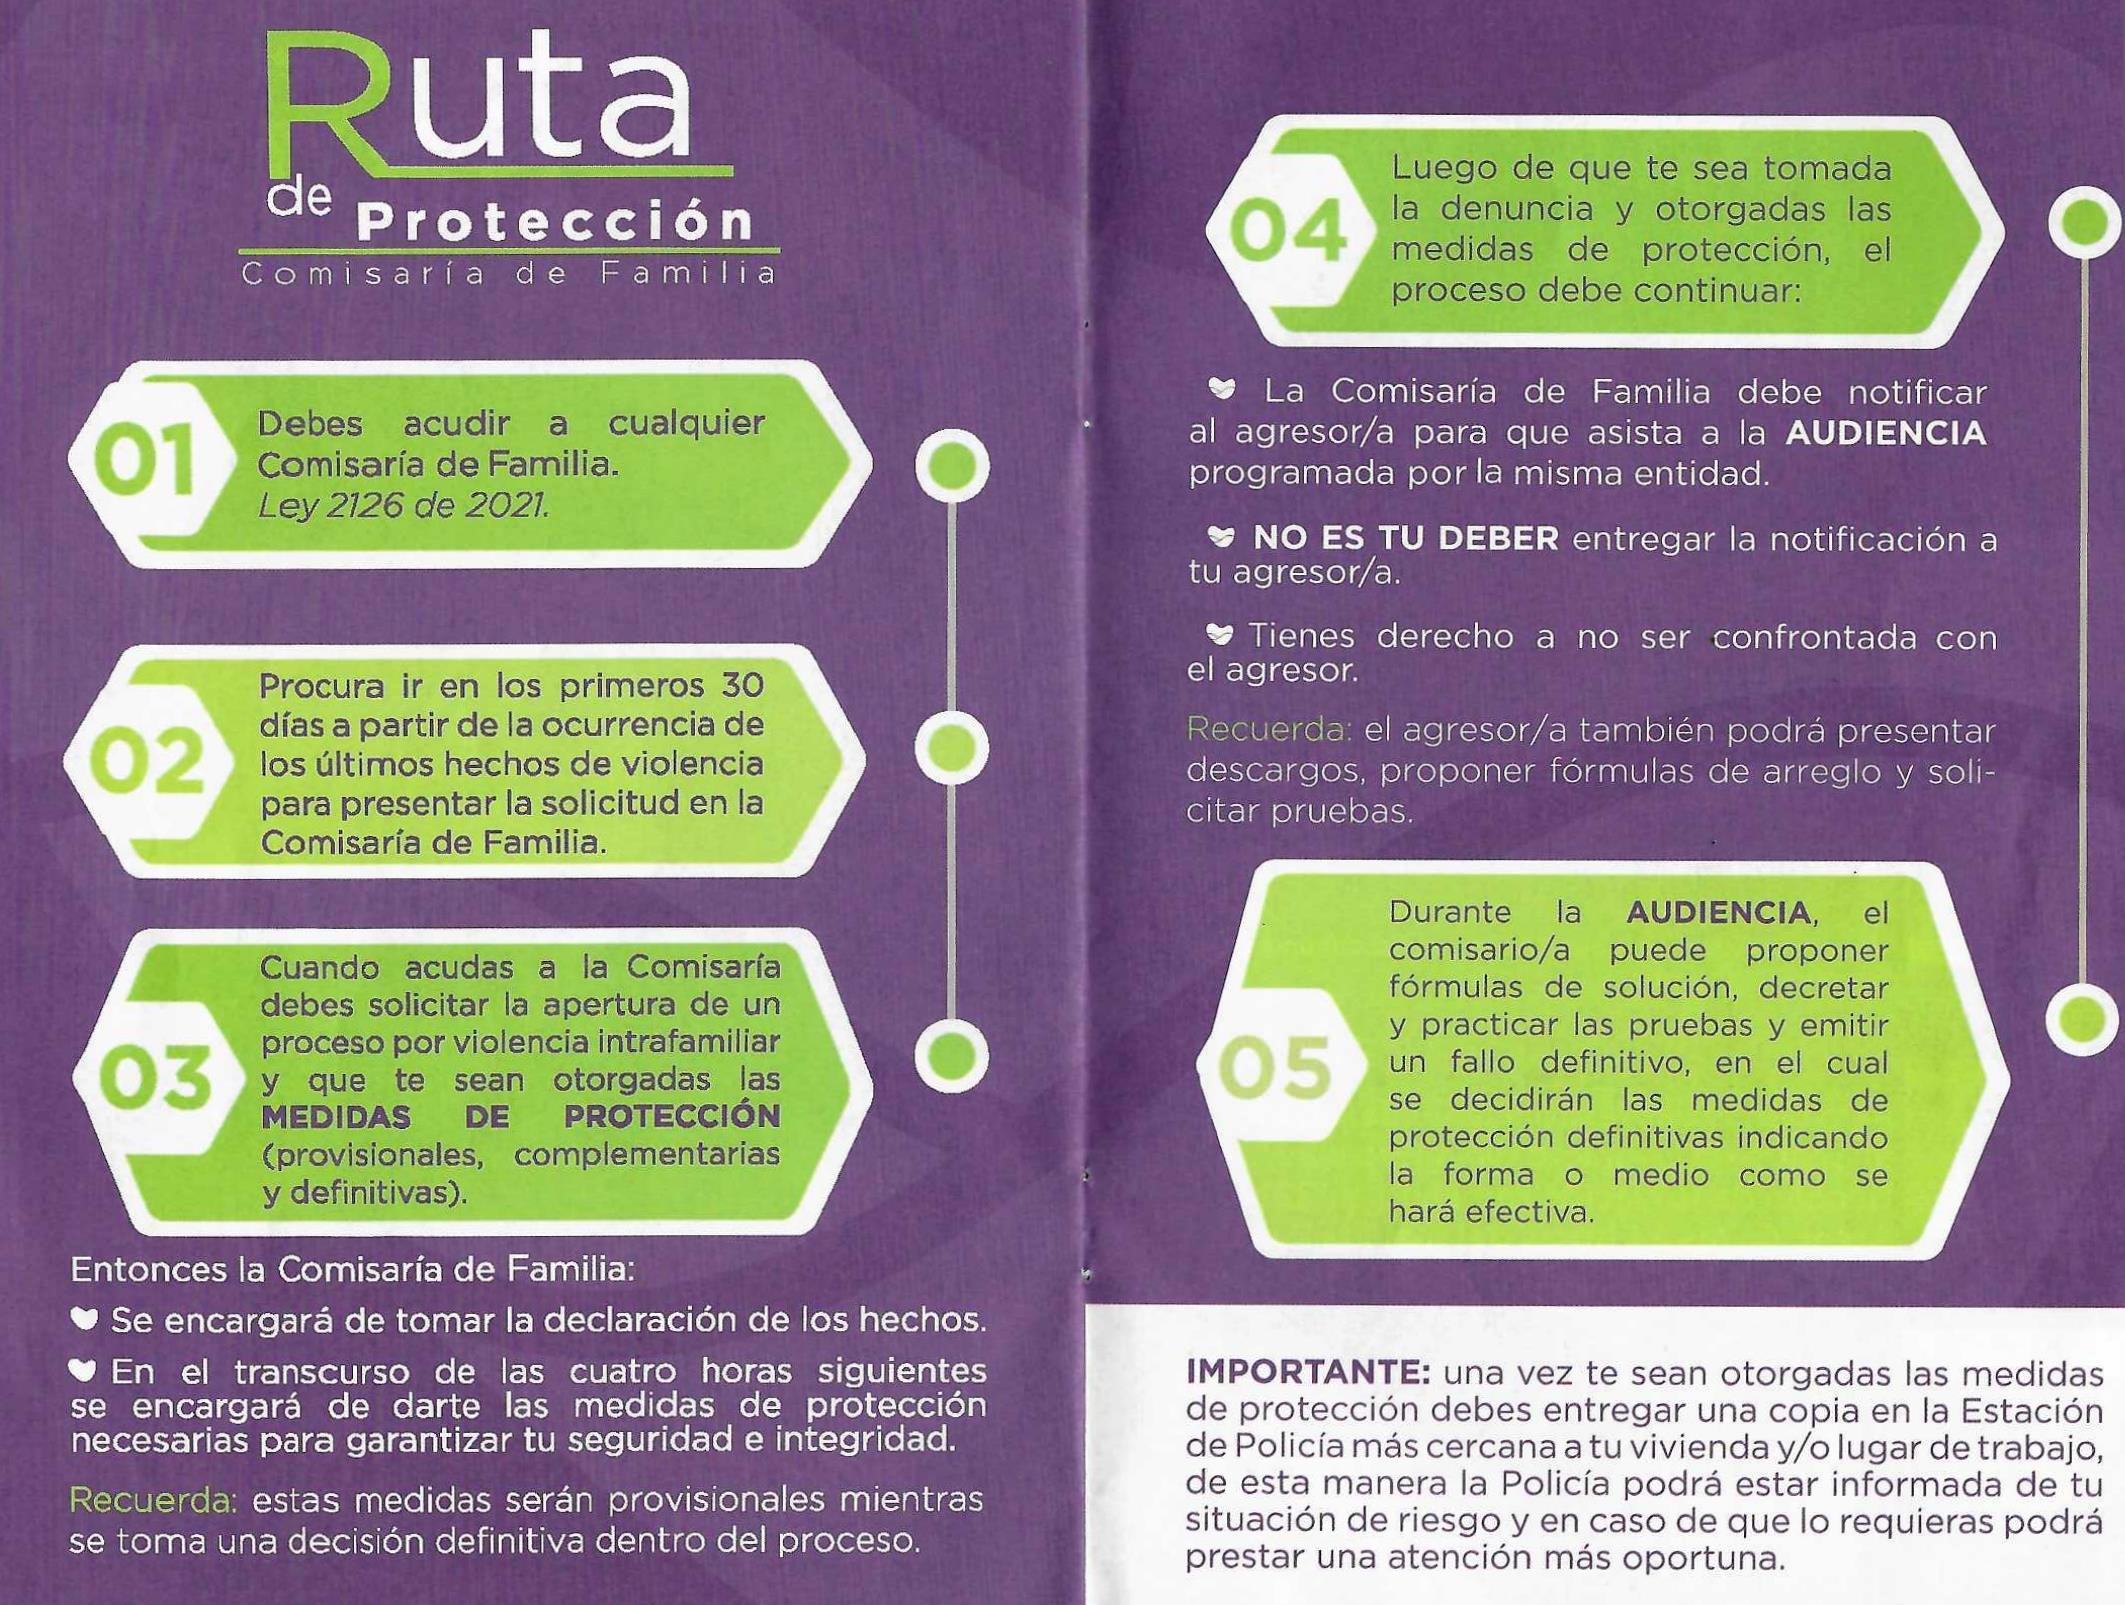 Ruta
de Protección
Comisaría de Familia
01
Debes acudir a cualquier
Comisaría de Familia.
Ley 2126 de 2021.
02
Procura ir en los primeros 30
días a partir de la ocurrencia de
los últimos hechos de violencia
para presentar la solicitud en la
Comisaría de Familia.
03
Cuando acudas a la Comisaría
debes solicitar la apertura de un
proceso por violencia intrafamiliar
y que te sean otorgadas las
MEDIDAS DE PROTECCIÓN
(provisionales, complementarias
y definitivas).
Entonces la Comisaría de Familia:
Se encargará de tomar la declaración de los hechos.
En el transcurso de las cuatro horas siguientes
se encargará de darte las medidas de protección
necesarias para garantizar tu seguridad e integridad.
Recuerda: estas medidas serán provisionales mientras
se toma una decisión definitiva dentro del proceso.
04
Luego de que te sea tomada
la denuncia y otorgadas las
medidas de protección, el
proceso debe continuar:
La Comisaría de Familia debe notificar
al agresor/a para que asista a la AUDIENCIA
programada por la misma entidad.
NO ES TU DEBER entregar la notificación a
tu agresor/a.
Tienes derecho a no ser confrontada con
el agresor.
Recuerda: el agresor/a también podrá presentar
descargos, proponer fórmulas de arreglo y soli-
citar pruebas.
05
Durante la AUDIENCIA, el
comisario/a puede proponer
fórmulas de solución, decretar
y practicar las pruebas y emitir
un fallo definitivo, en el cual
se decidirán las medidas de
protección definitivas indicando
la forma o medio como se
hará efectiva.
IMPORTANTE: una vez te sean otorgadas las medidas
de protección debes entregar una copia en la Estación
de Policía más cercana a tu vivienda y/o lugar de trabajo,
de esta manera la Policía podrá estar informada de tu
situación de riesgo y en caso de que lo requieras podrá
prestar una atención más oportuna.